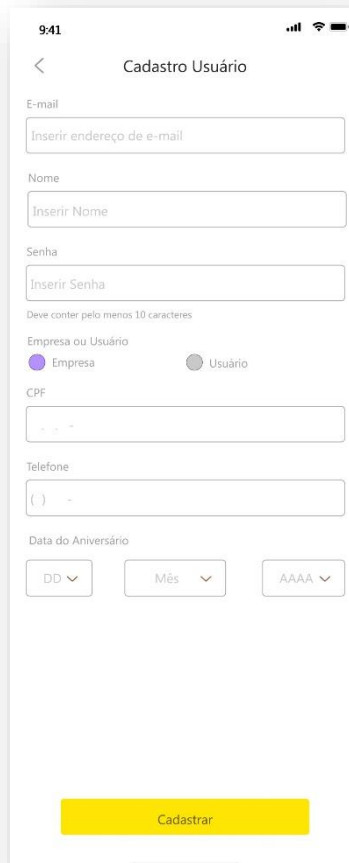 9:41
Cadastro Usuário
E-mail
Inserir endereço de e-mail
Nome
Inserir Nome
Senha
Inserir Senha
Deve conter pelo menos 10 caracteres
Empresa ou Usuário
Empresa Usuário
CPF
. . -
Telefone
( ) -
Data do Aniversário
DD Mês AAAA
Cadastrar